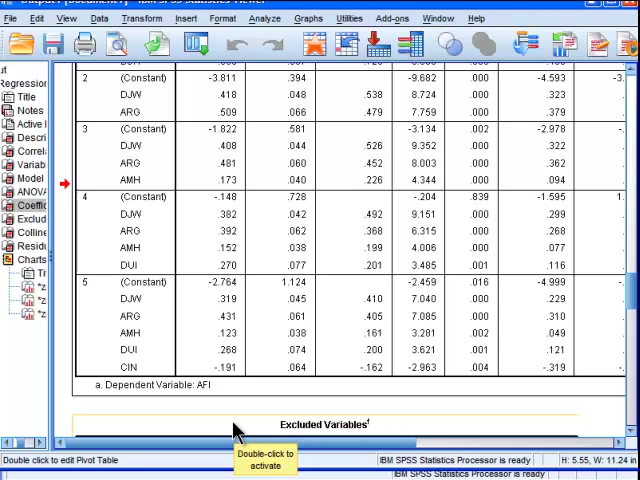 File Edit View Data Transform Insert Format Analyze Graphs Utilities Add-ons Window Help
Regression
Title
Notes
Active
Descri
Correl
Variab
Model
ANOVA
Coeffic
Exclud
Colline
Residu
Charts
2 (Constant) -3.811 .394 -9.682 .000 -4.593 -3.
DJW .418 .048 .538 8.724 .000 .323
ARG .509 .066 .479 7.759 .000 .379
3 (Constant) -1.822 .581 -3.134 .002 -2.978 -.
DJW .408 .044 .526 9.352 .000 .322
ARG .481 .060 .452 8.003 .000 .362
AMH .173 .040 .226 4.344 .000 .094
4 (Constant) -.148 .728 -.204 .839 -1.595 1.
DJW .382 .042 .492 9.151 .000 .299
ARG .392 .062 .368 6.315 .000 .268
AMH .152 .038 .199 4.006 .000 .077
DUI .270 .077 .201 3.485 .001 .116
5 (Constant) -2.764 1.124 -2.459 .016 -4.999 -.
DJW .319 .045 .410 7.040 .000 .229
ARG .431 .061 .405 7.085 .000 .310
AMH .123 .038 .161 3.281 .002 .049
DUI .268 .074 .200 3.621 .001 .121
CIN -.191 .064 -.162 -2.963 .004 -.319 -.
a. Dependent Variable: AFI
Excluded Variables
Double-click to
activate
Double click to edit Pivot Table IBM SPSS Statistics Processor is ready H: 5.55, W: 11.24 in
IBM SPSS Statistics Processor is ready